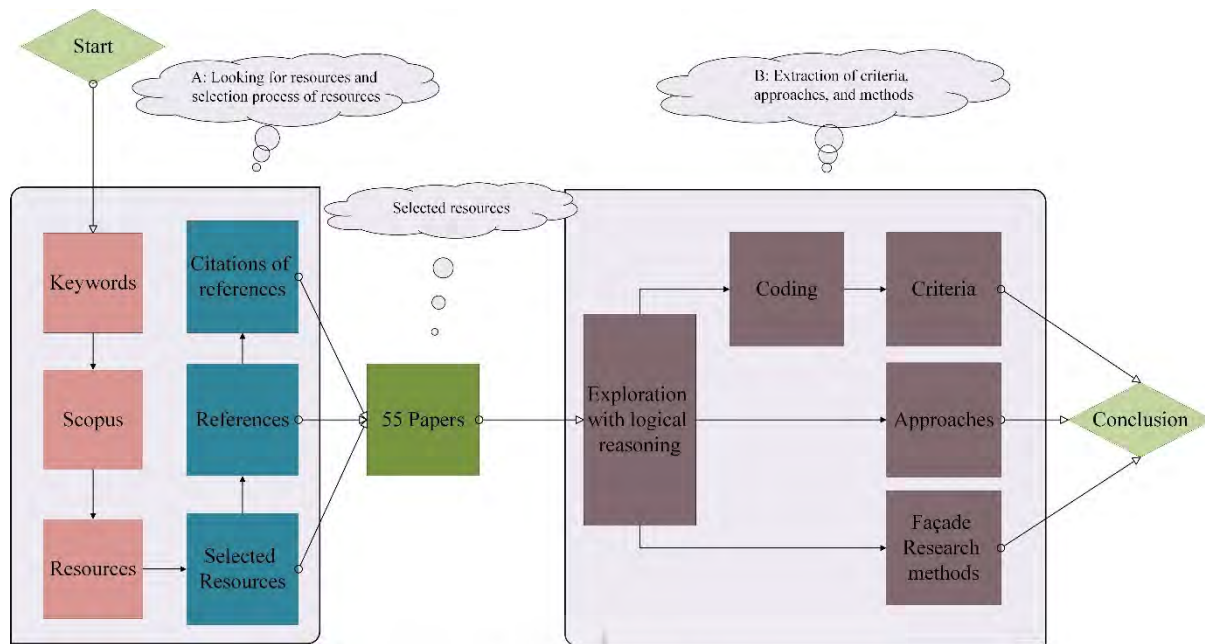 Start
A: Looking for resources and
selection process of resources
B: Extraction of criteria,
approaches, and methods
Selected resources
Keywords
Scopus
Resources
Citations of
references
References
Selected
Resources
55 Papers
Exploration
with logical
reasoning
Coding
Criteria
Approaches
Façade
Research
methods
Conclusion